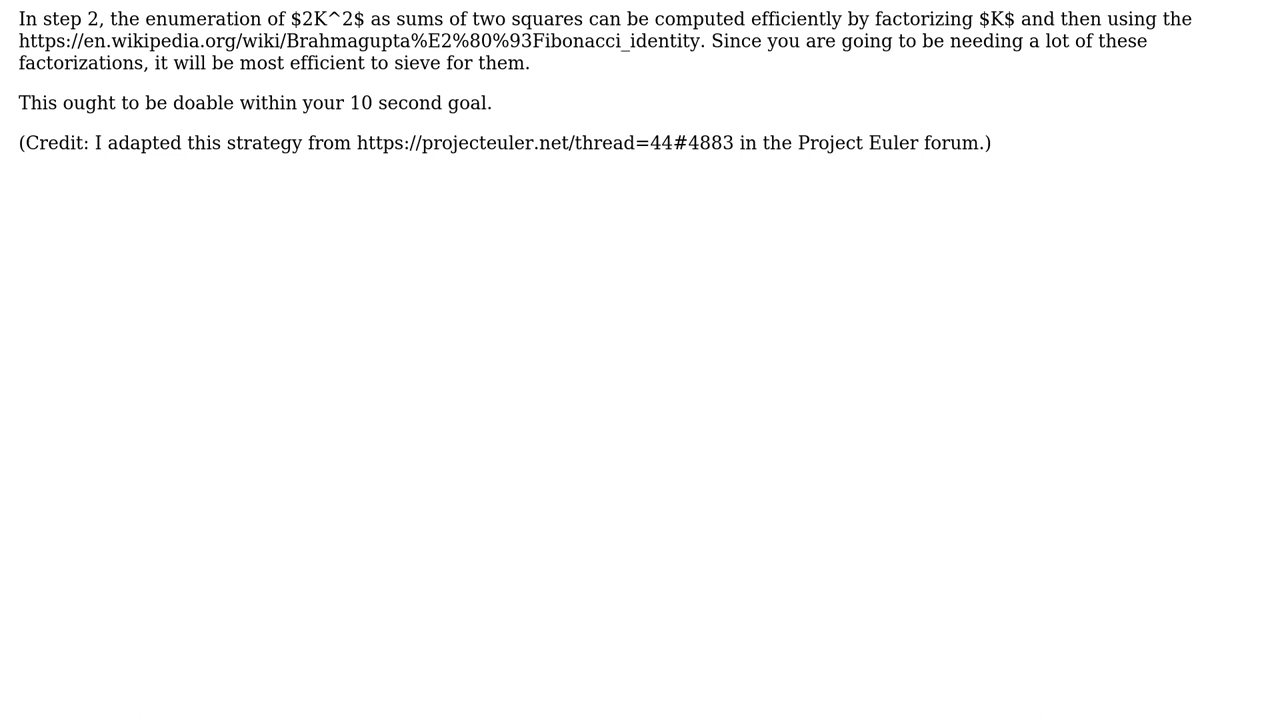 In step 2, the enumeration of $2K^2$ as sums of two squares can be computed efficiently by factorizing $K$ and then using the
https://en.wikipedia.org/wiki/Brahmagupta%E2%80%93Fibonacci_identity. Since you are going to be needing a lot of these
factorizations, it will be most efficient to sieve for them.
This ought to be doable within your 10 second goal.
(Credit: I adapted this strategy from https://projecteuler.net/thread=44#4883 in the Project Euler forum.)